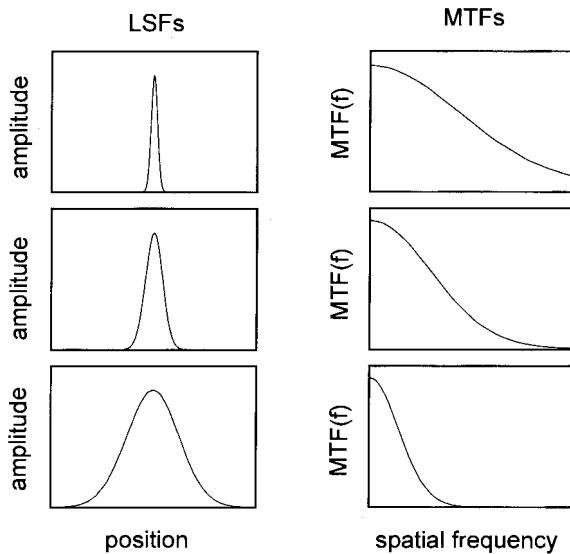 LSFs
MTFs
amplitude
MTF(f)
amplitude
MTF(f)
amplitude
MTF(f)
position
spatial frequency